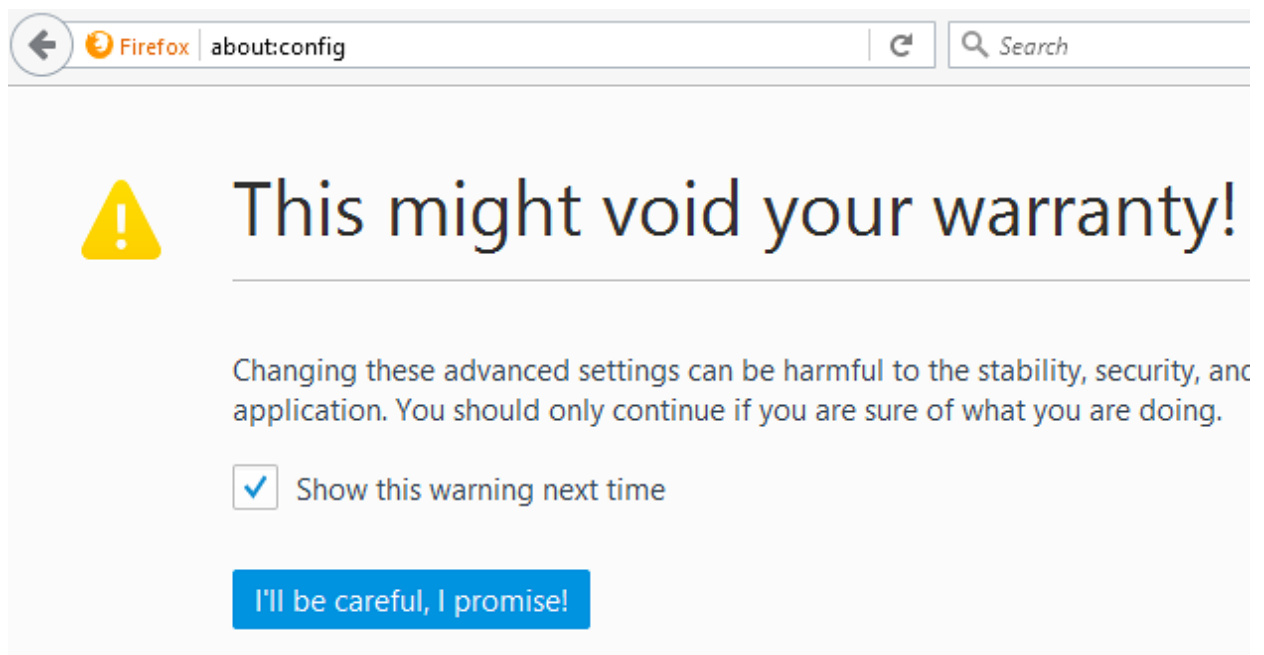 Firefox about:config Search
This might void your warranty!
Changing these advanced settings can be harmful to the stability, security, and
application. You should only continue if you are sure of what you are doing.
Show this warning next time
I'll be careful, I promise!